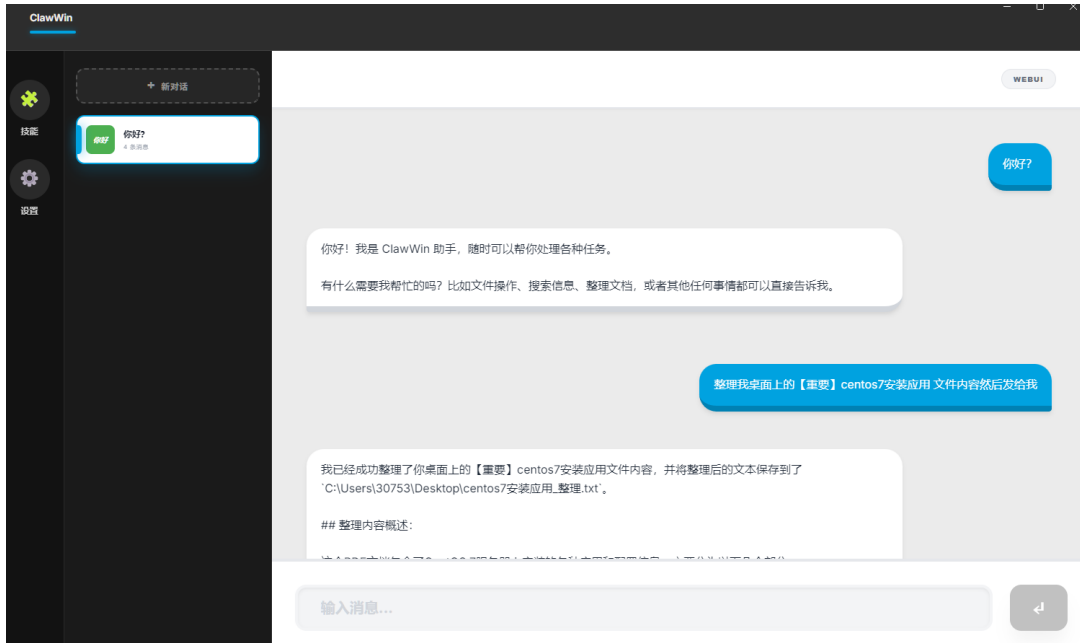 ClawWin
+ 新对话
WEBUI
技能
你好
你好?
4 条消息
设置
你好?
你好！我是 ClawWin 助手，随时可以帮你处理各种任务。
有什么需要我帮忙的吗？比如文件操作、搜索信息、整理文档，或者其他任何事情都可以直接告诉我。
整理我桌面上的【重要】centos7安装应用 文件内容然后发给我
我已经成功整理了你桌面上的【重要】centos7安装应用文件内容，并将整理后的文本保存到了
`C:\Users\30753\Desktop\centos7安装应用_整理.txt`。
## 整理内容概述：
输入消息...